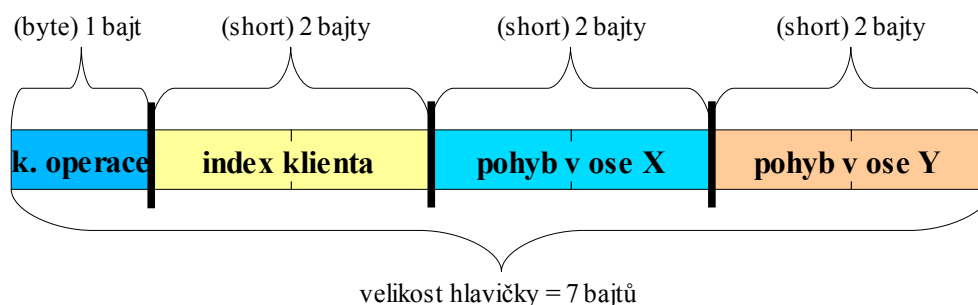 (byte) 1 bajt (short) 2 bajty (short) 2 bajty (short) 2 bajty
k. operace index klienta pohyb v ose X pohyb v ose Y
velikost hlavičky = 7 bajtů